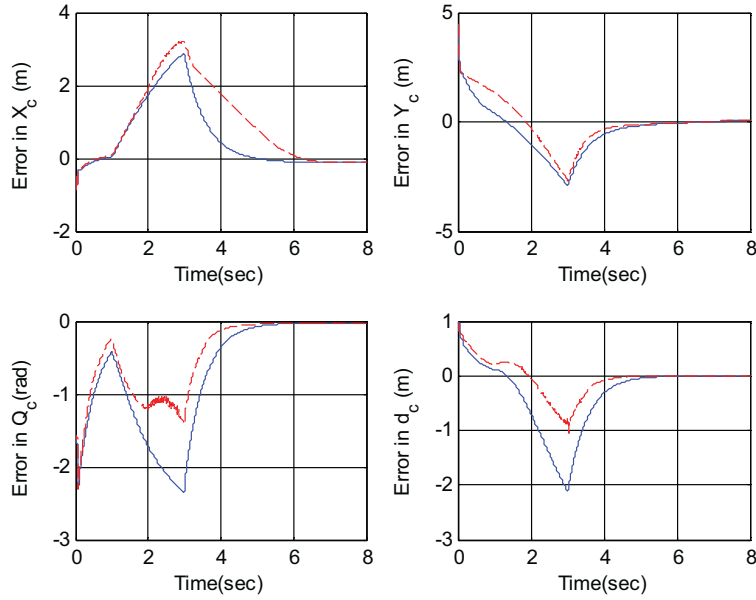 Error in X_c (m)
4
2
0
-2
0 2 4 6 8
Time(sec)
Error in Y_c (m)
5
0
-5
0 2 4 6 8
Time(sec)
Error in Q_c(rad)
0
-1
-2
-3
0 2 4 6 8
Time(sec)
Error in d_c (m)
1
0
-1
-2
-3
0 2 4 6 8
Time(sec)